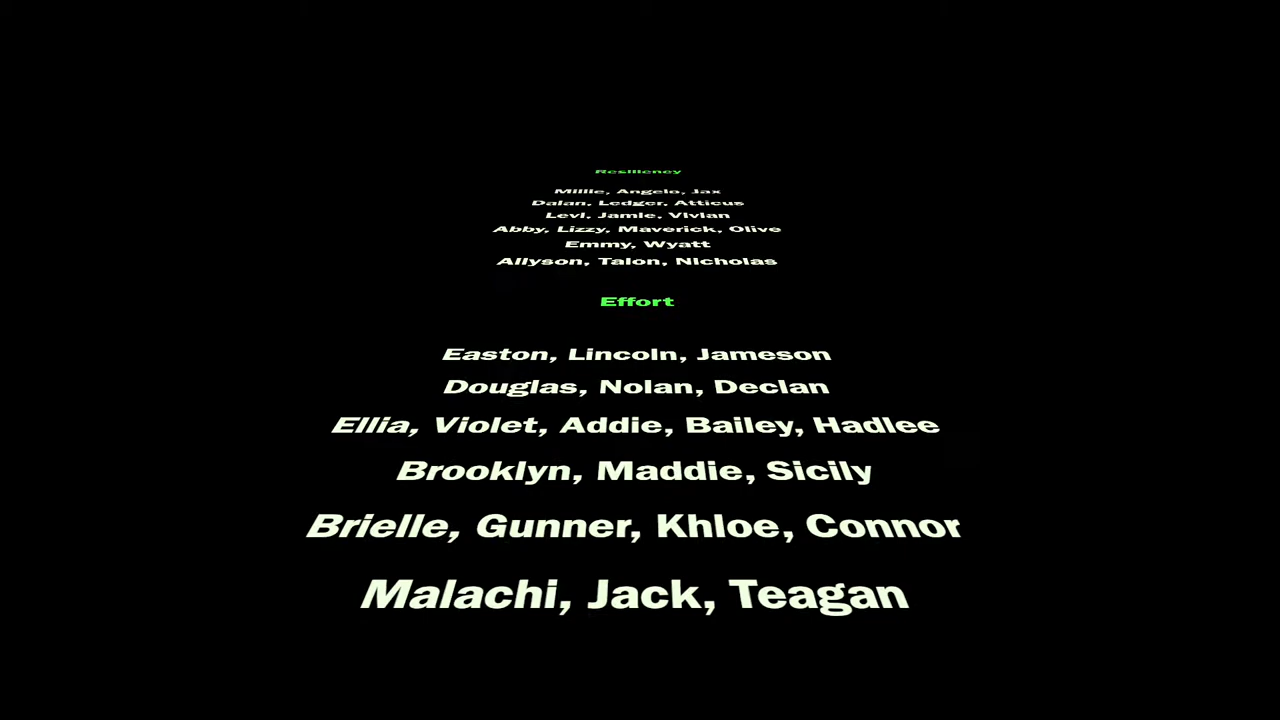 Resiliency
Millie, Angelo, Jax
Dalan, Ledger, Atticus
Levi, Jamie, Vivian
Abby, Lizzy, Maverick, Olive
Emmy, Wyatt
Allyson, Talon, Nicholas
Effort
Easton, Lincoln, Jameson
Douglas, Nolan, Declan
Ellia, Violet, Addie, Bailey, Hadlee
Brooklyn, Maddie, Sicily
Brielle, Gunner, Khloe, Connor
Malachi, Jack, Teagan